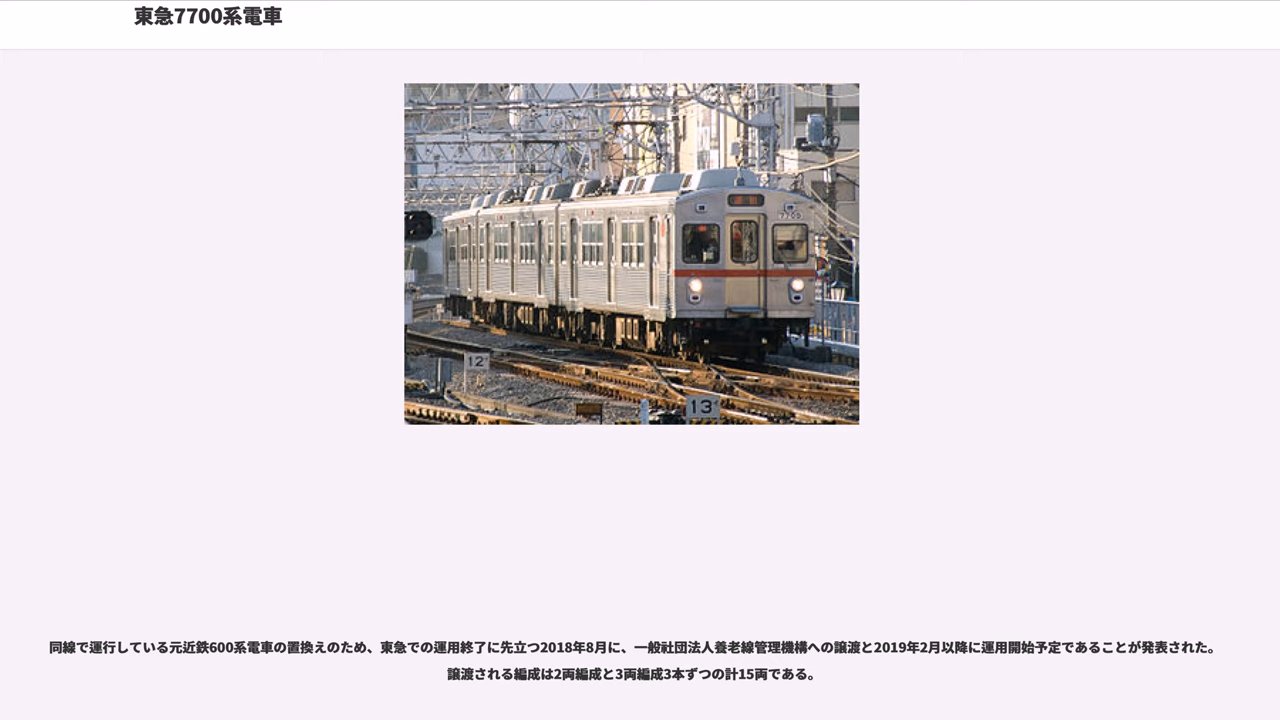 東急7700系電車
12
13
同線で運行している元近鉄600系電車の置換えのため、東急での運用終了に先立つ2018年8月に、一般社団法人養老線管理機構への譲渡と2019年2月以降に運用開始予定であることが発表された。
譲渡される編成は2両編成と3両編成3本ずつの計15両である。